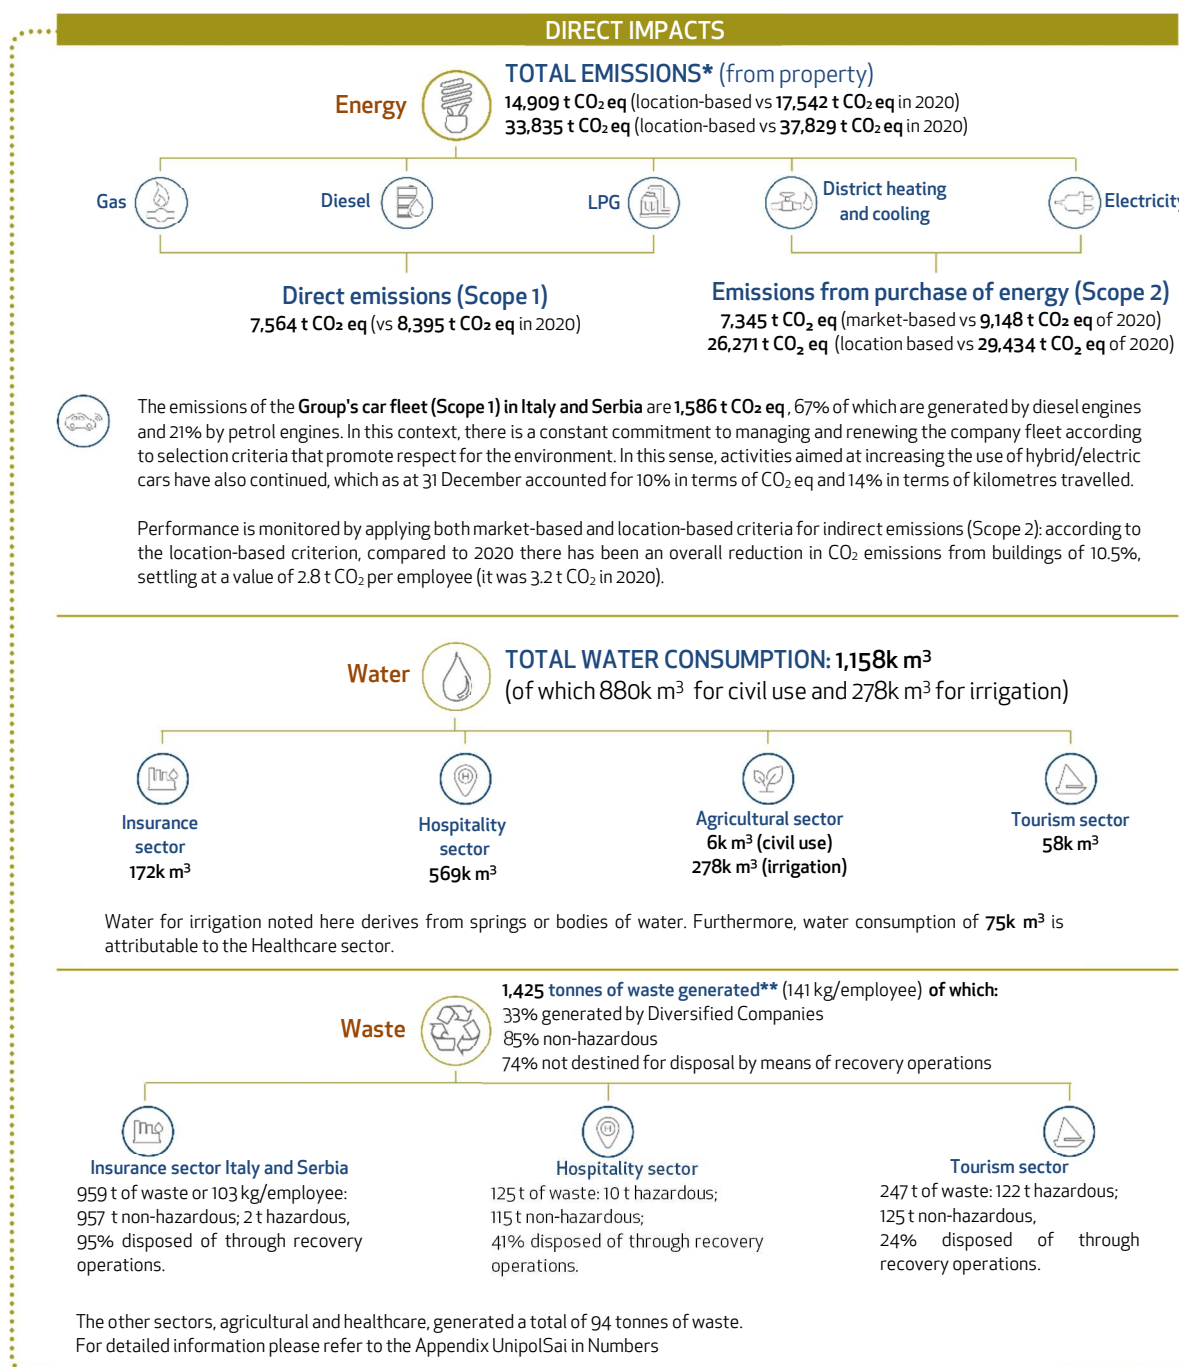 DIRECT IMPACTS
TOTAL EMISSIONS* (from property)
Energy
14,909 t CO₂ eq (location-based vs 17,542 t CO₂ eq in 2020)
33,835 t CO₂ eq (location-based vs 37,829 t CO₂ eq in 2020)
Gas
Diesel
LPG
District heating
and cooling
Electricity
Direct emissions (Scope 1)
7,564 t CO₂ eq (vs 8,395 t CO₂ eq in 2020)
Emissions from purchase of energy (Scope 2)
7,345 t CO₂ eq (market-based vs 9,148 t CO₂ eq of 2020)
26,271 t CO₂ eq (location based vs 29,434 t CO₂ eq of 2020)
The emissions of the Group's car fleet (Scope 1) in Italy and Serbia are 1,586 t CO₂ eq , 67% of which are generated by diesel engines
and 21% by petrol engines. In this context, there is a constant commitment to managing and renewing the company fleet according
to selection criteria that promote respect for the environment. In this sense, activities aimed at increasing the use of hybrid/electric
cars have also continued, which as at 31 December accounted for 10% in terms of CO₂ eq and 14% in terms of kilometres travelled.
Performance is monitored by applying both market-based and location-based criteria for indirect emissions (Scope 2): according to
the location-based criterion, compared to 2020 there has been an overall reduction in CO₂ emissions from buildings of 10.5%,
settling at a value of 2.8 t CO₂ per employee (it was 3.2 t CO₂ in 2020).
Water
TOTAL WATER CONSUMPTION: 1,158k m³
(of which 880k m³ for civil use and 278k m³ for irrigation)
Insurance
sector
172k m³
Hospitality
sector
569k m³
Agricultural sector
6k m³ (civil use)
278k m³ (irrigation)
Tourism sector
58k m³
Water for irrigation noted here derives from springs or bodies of water. Furthermore, water consumption of 75k m³ is
attributable to the Healthcare sector.
Waste
1,425 tonnes of waste generated** (141 kg/employee) of which:
33% generated by Diversified Companies
85% non-hazardous
74% not destined for disposal by means of recovery operations
Insurance sector Italy and Serbia
959 t of waste or 103 kg/employee:
957 t non-hazardous; 2 t hazardous,
95% disposed of through recovery
operations.
Hospitality sector
125 t of waste: 10 t hazardous;
115 t non-hazardous;
41% disposed of through recovery
operations.
Tourism sector
247 t of waste: 122 t hazardous;
125 t non-hazardous,
24% disposed of through
recovery operations.
The other sectors, agricultural and healthcare, generated a total of 94 tonnes of waste.
For detailed information please refer to the Appendix UnipolSai in Numbers